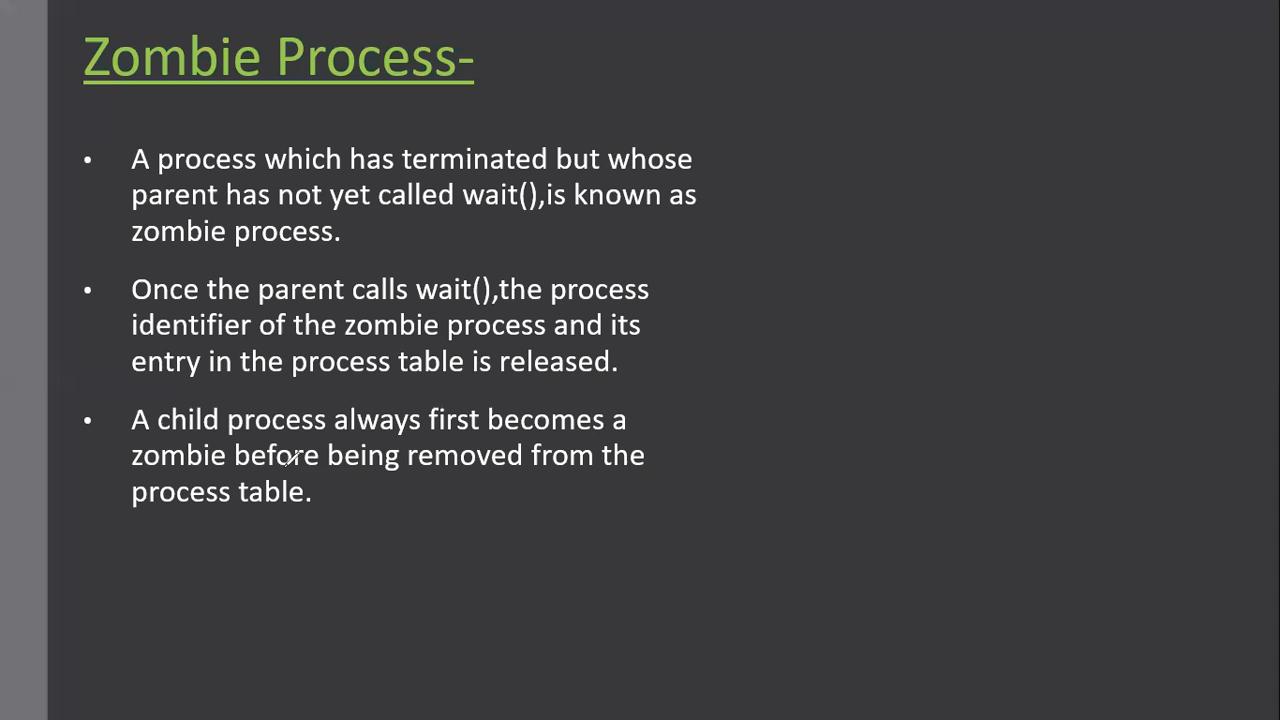 Zombie Process-
• A process which has terminated but whose
parent has not yet called wait(),is known as
zombie process.
• Once the parent calls wait(),the process
identifier of the zombie process and its
entry in the process table is released.
• A child process always first becomes a
zombie before being removed from the
process table.